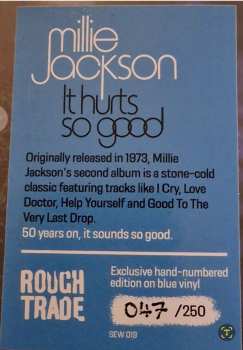 millie
Jackson
It hurts
so good
Originally released in 1973, Millie
Jackson's second album is a stone-cold
classic featuring tracks like I Cry, Love
Doctor, Help Yourself and Good To The
Very Last Drop.
50 years on, it sounds so good.
ROUGH
TRADE
Exclusive hand-numbered
edition on blue vinyl
047/250
SEW 019